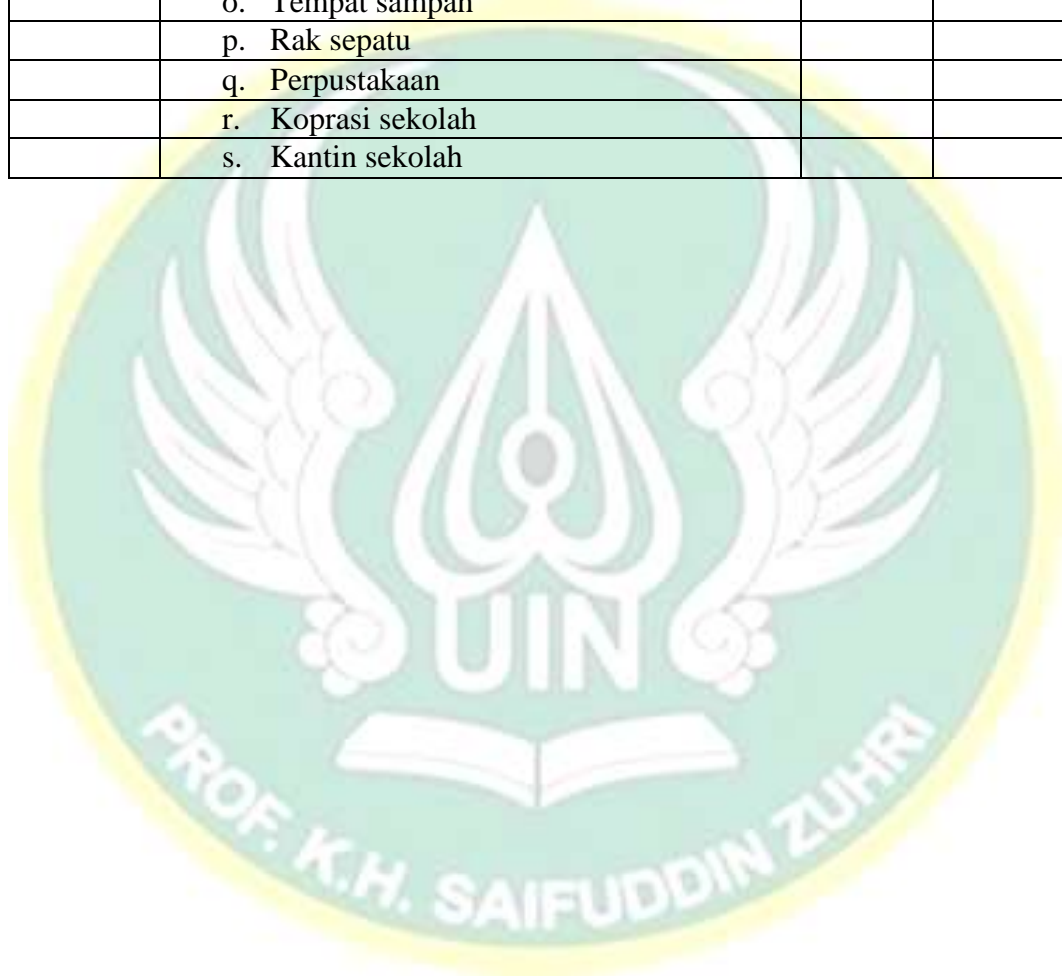 o. Tempat sampah
p. Rak sepatu
q. Perpustakaan
r. Koprasi sekolah
s. Kantin sekolah
UIN
PROF. K.H. SAIFUDDIN ZUHRI